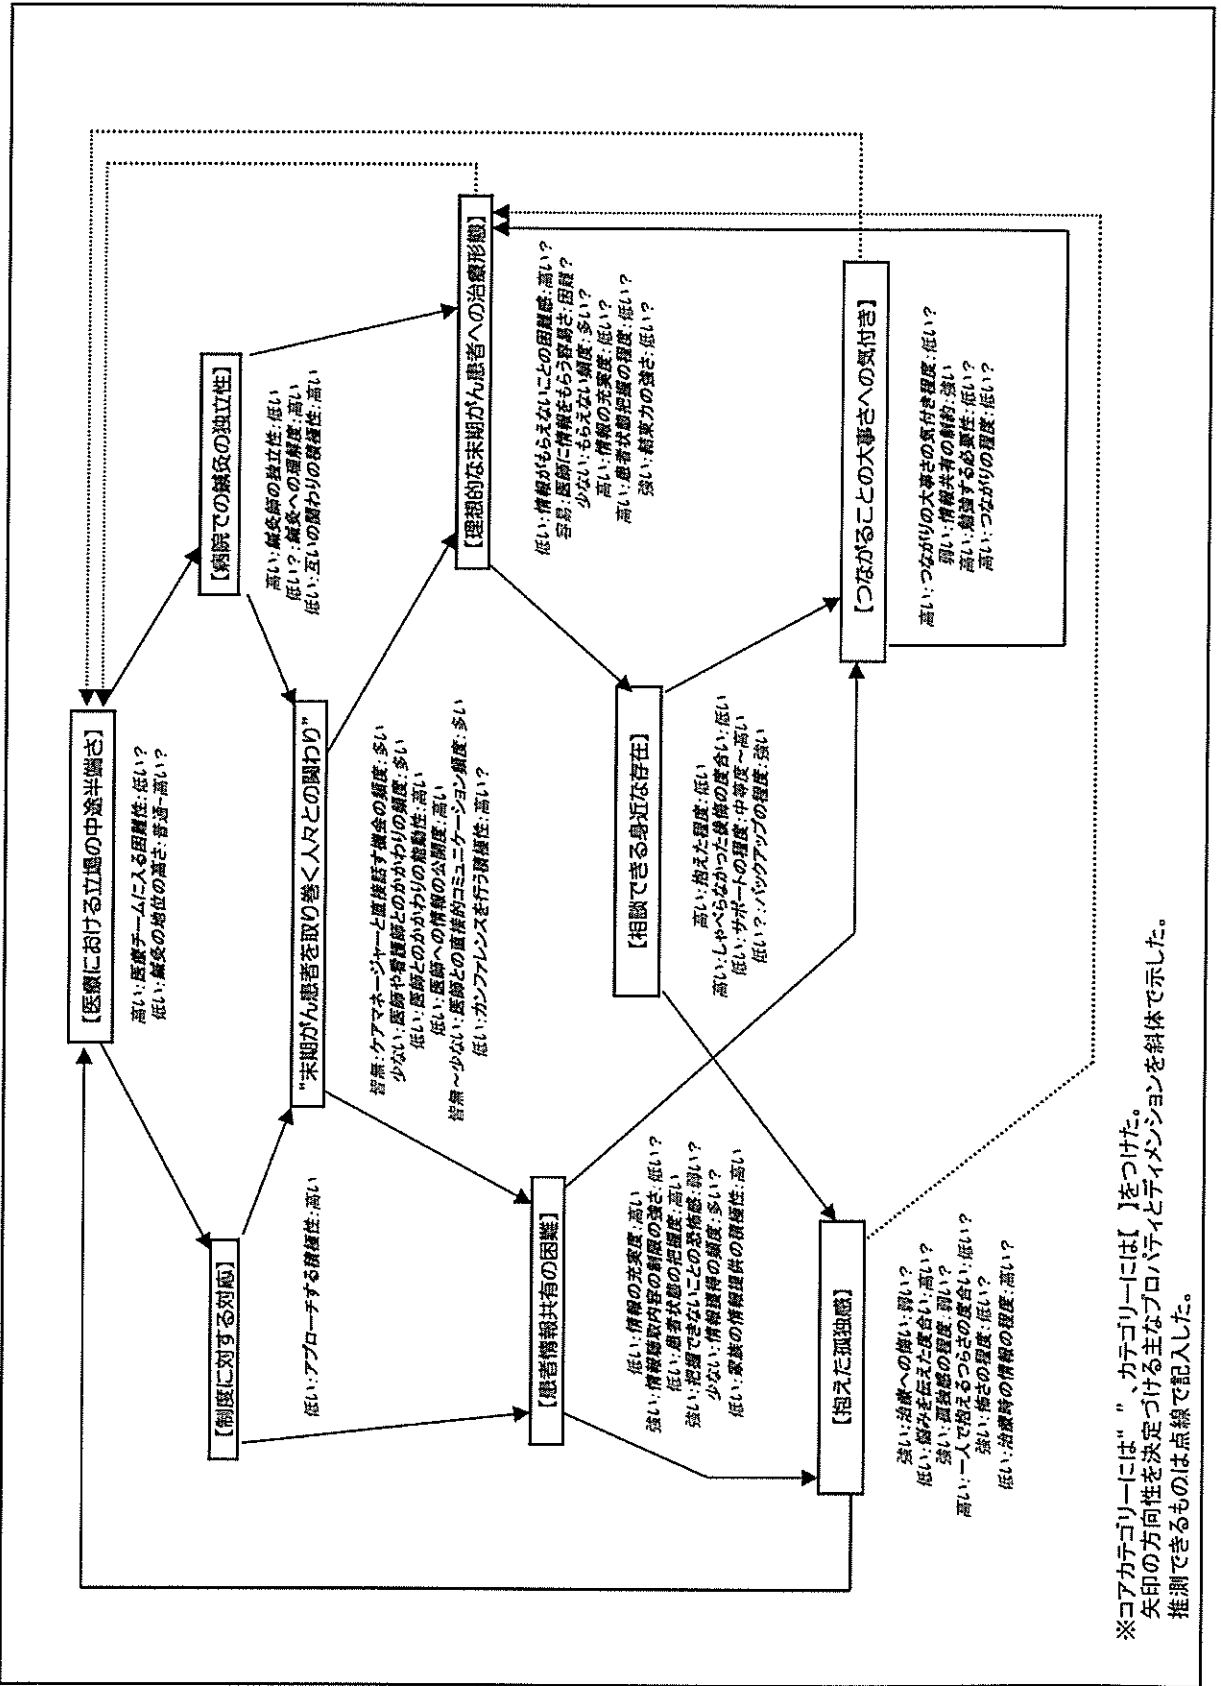 【医療における立場の中途半端さ】
高い:医療チームに入る困難性:低い?
低い:鍼灸の地位の高さ:普通~高い?
【制度に対する対応】
低い:アプローチする積極性:高い
【病院での鍼灸の独立性】
高い:鍼灸師の独立性:低い
低い?:鍼灸への理解度:高い
低い:互いの関わりの積極性:高い
"末期がん患者を取り巻く人々との関わり"
皆無:ケアマネージャーと直接話す機会の頻度:多い
少ない:医師や看護師とのかかわりの頻度:多い
低い:医師とのかかわりの能動性:高い
低い:医師への情報の公開度:高い
皆無~少ない:医師との直接的コミュニケーション頻度:多い
低い:カンファレンスを行う積極性:高い?
【理想的な末期がん患者への治療形態】
低い:情報がもらえないことの困難感:高い?
容易:医師に情報をもらう容易さ:困難?
少ない:もらえない頻度:多い?
高い:情報の充実度:低い?
高い:患者状態把握の程度:低い?
強い:結束力の強さ:低い?
【患者情報共有の困難】
低い:情報の充実度:高い
強い:情報聴取内容の制限の強さ:低い?
低い:患者状態の把握度:高い
強い:把握できないことの恐怖感:弱い?
少ない:情報獲得の頻度:多い?
低い:家族の情報提供の積極性:高い
【相談できる身近な存在】
高い:抱えた程度:低い
高い:しゃべらなかった後悔の度合い:低い
低い:サポートの程度:中等度~高い
低い?:バックアップの程度:強い
【抱えた孤独感】
強い:治療への悔い:弱い?
低い:悩みを伝えた度合い:高い?
強い:孤独感の程度:弱い?
高い:一人で抱えるつらさの度合い:低い?
強い:怖さの程度:低い?
低い:治療時の情報の程度:高い?
【つながることの大事さへの気付き】
高い:つながりの大事さの気付き程度:低い?
弱い:情報共有の制約:強い
高い:勉強する必要性:低い?
高い:つながりの程度:低い?
※コアカテゴリーには" "、カテゴリーには【 】をつけた。
矢印の方向性を決定づける主なプロパティとディメンションを斜体で示した。
推測できるものは点線で記入した。